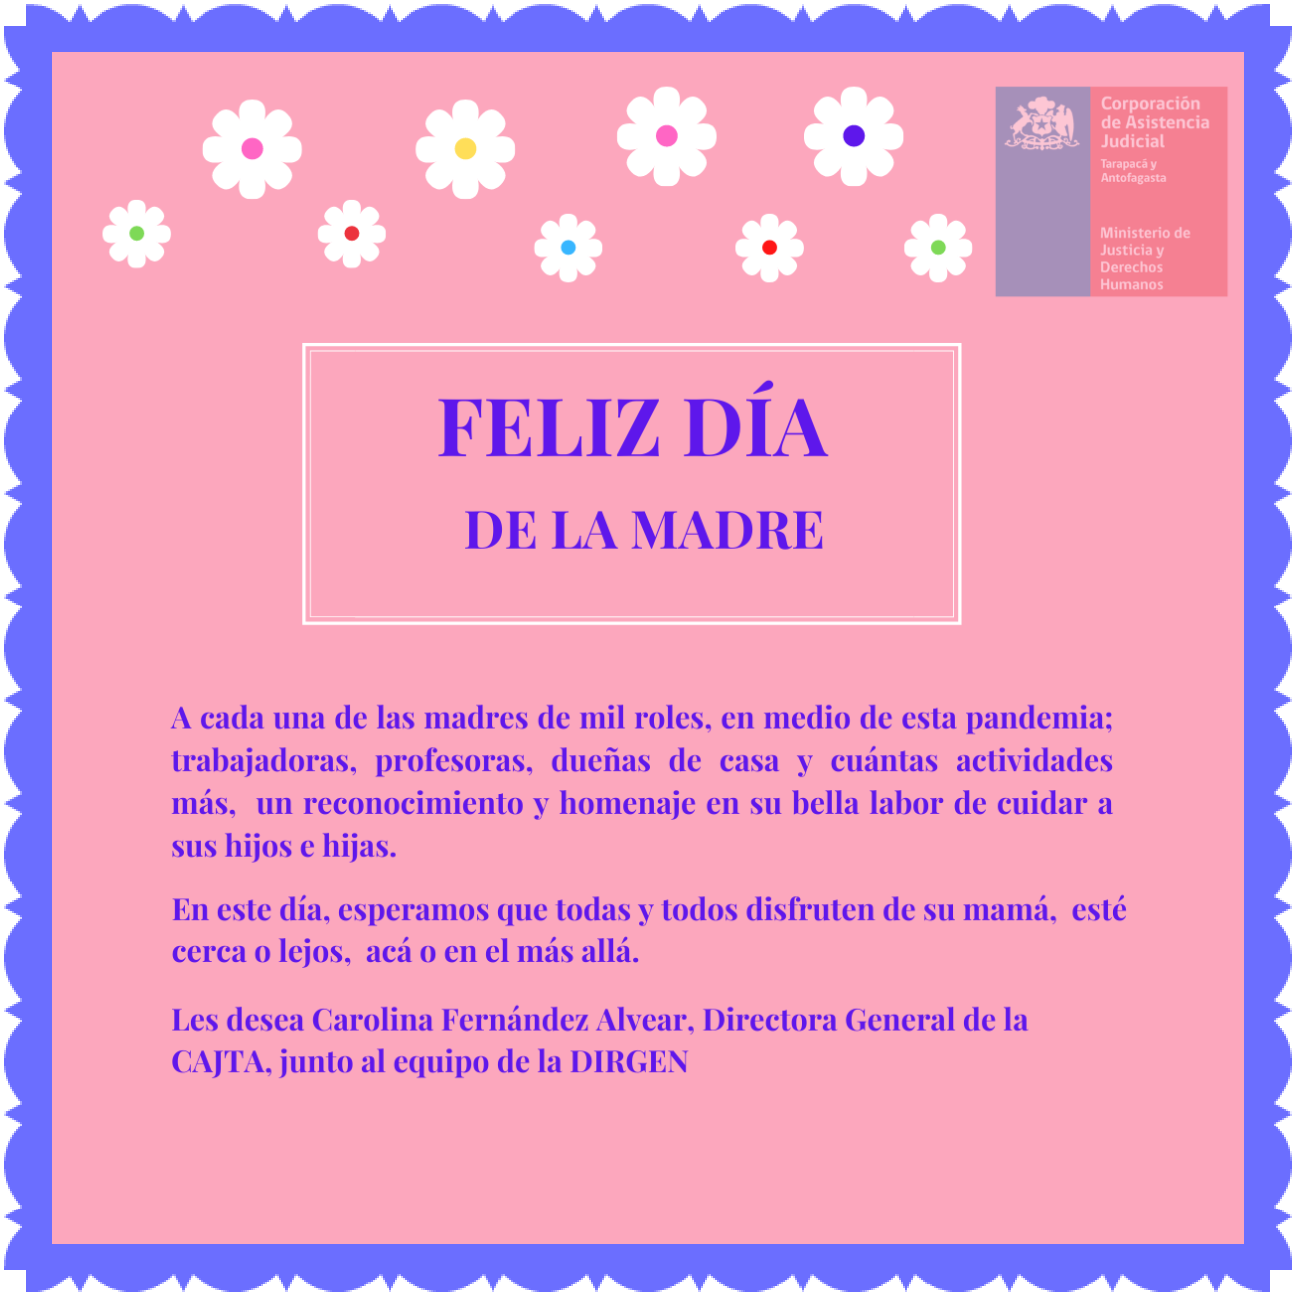 Corporación
de Asistencia
Judicial
Tarapacá y
Antofagasta
Ministerio de
Justicia y
Derechos
Humanos
FELIZ DÍA
DE LA MADRE
A cada una de las madres de mil roles, en medio de esta pandemia;
trabajadoras, profesoras, dueñas de casa y cuántas actividades
más, un reconocimiento y homenaje en su bella labor de cuidar a
sus hijos e hijas.
En este día, esperamos que todas y todos disfruten de su mamá, esté
cerca o lejos, acá o en el más allá.
Les desea Carolina Fernández Alvear, Directora General de la
CAJTA, junto al equipo de la DIRGEN